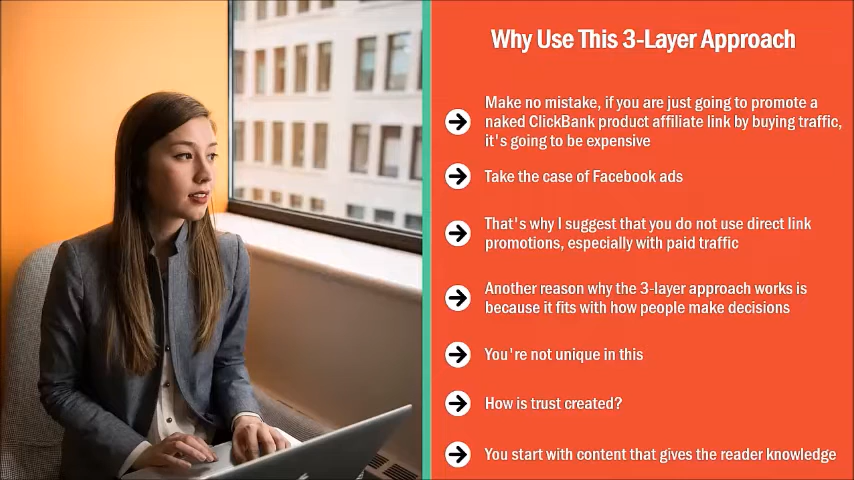 Why Use This 3-Layer Approach
Make no mistake, if you are just going to promote a
naked ClickBank product affiliate link by buying traffic,
it's going to be expensive
Take the case of Facebook ads
That's why I suggest that you do not use direct link
promotions, especially with paid traffic
Another reason why the 3-layer approach works is
because it fits with how people make decisions
You're not unique in this
How is trust created?
You start with content that gives the reader knowledge